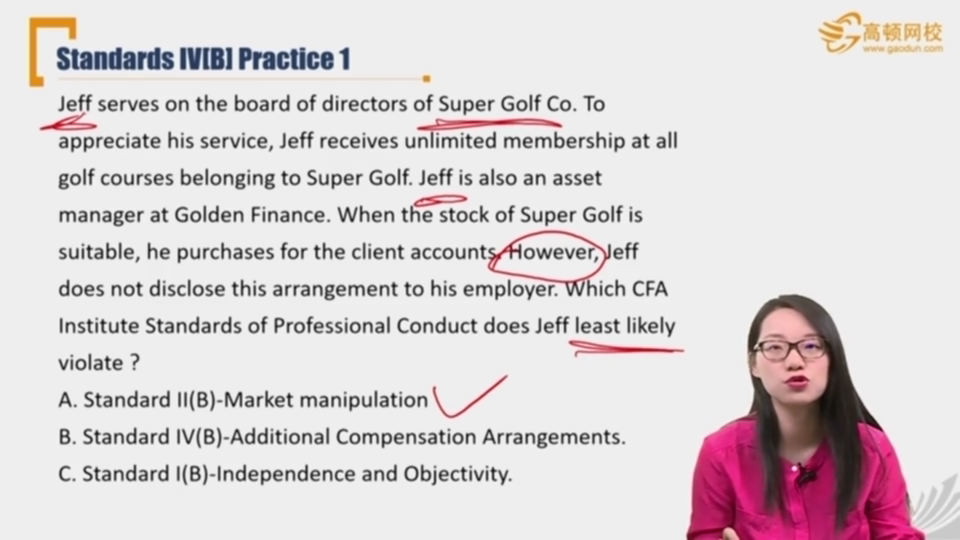 Standards IV[B] Practice 1
高顿网校
www.gaodun.com
Jeff serves on the board of directors of Super Golf Co. To
appreciate his service, Jeff receives unlimited membership at all
golf courses belonging to Super Golf. Jeff is also an asset
manager at Golden Finance. When the stock of Super Golf is
suitable, he purchases for the client accounts. However, Jeff
does not disclose this arrangement to his employer. Which CFA
Institute Standards of Professional Conduct does Jeff least likely
violate ?
A. Standard II(B)-Market manipulation
B. Standard IV(B)-Additional Compensation Arrangements.
C. Standard I(B)-Independence and Objectivity.